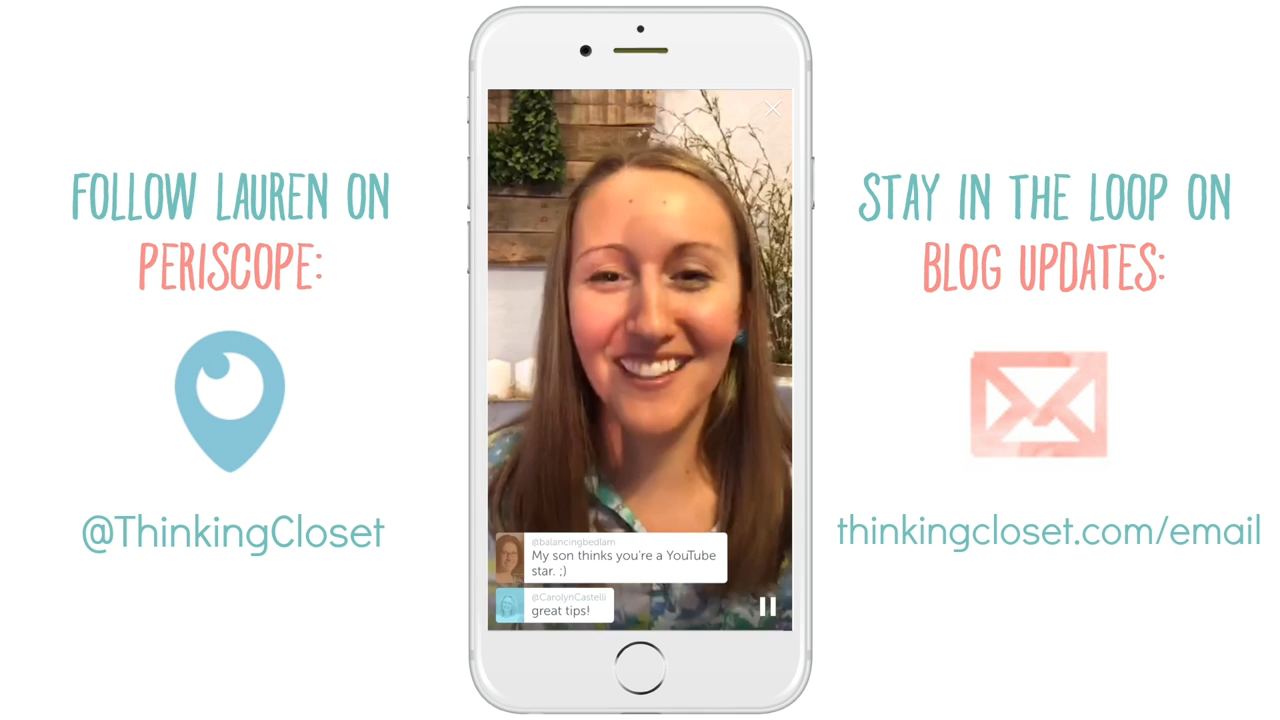 FOLLOW LAUREN ON
PERISCOPE:
@ThinkingCloset
@balancingbedlam
My son thinks you're a YouTube
star. ;)
@CarolynCastelli
great tips!
STAY IN THE LOOP ON
BLOG UPDATES:
thinkingcloset.com/email